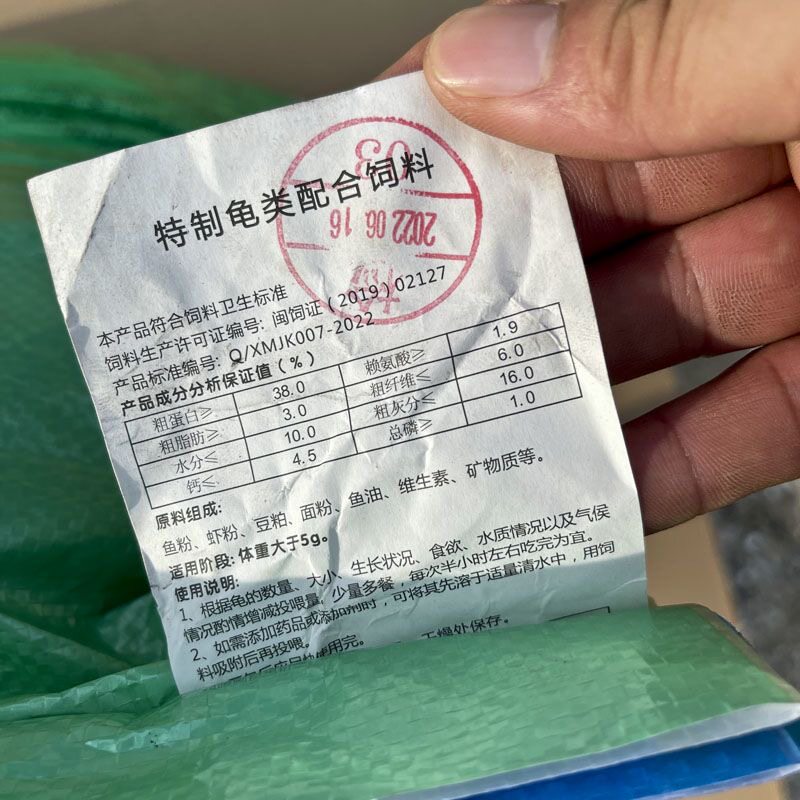 特制龟类配合饲料
03
2022 06 16
本产品符合饲料卫生标准
饲料生产许可证编号: 闽饲证(2019)02127
产品标准编号: Q/XMJK007-2022
产品成分分析保证值(%)
粗蛋白≥ 38.0 赖氨酸≥ 1.9
粗脂肪≥ 3.0 粗纤维≤ 6.0
水分≤ 10.0 粗灰分≤ 16.0
钙≤ 4.5 总磷≥ 1.0
原料组成:
鱼粉、虾粉、豆粕、面粉、鱼油、维生素、矿物质等。
适用阶段: 体重大于5g。
使用说明:
1、根据龟的数量、大小、生长状况、食欲、水质情况以及气候
情况酌情增减投喂量,少量多餐,每次半小时左右吃完为宜。
2、如需添加药品或添加剂时,可将其先溶于适量清水中,用饲
料吸附后再投喂。
干燥处保存。
使用完。